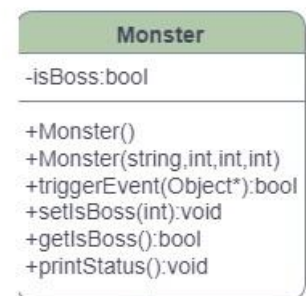 Monster
-isBoss:bool
+Monster()
+Monster(string,int,int,int)
+triggerEvent(Object*):bool
+setIsBoss(int):void
+getIsBoss():bool
+printStatus():void